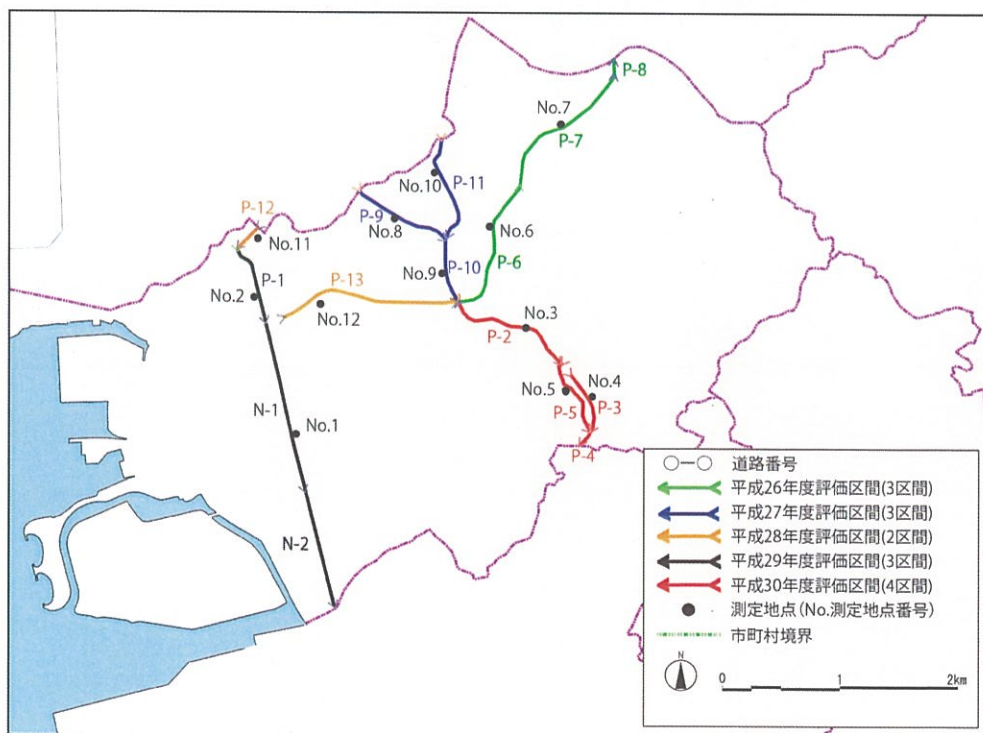 P-8
No.7
P-7
No.10
P-11
P-12
P-9
No.8
No.11
No.6
P-1
No.9
P-10
P-6
P-13
No.2
No.12
No.3
P-2
No.5
No.4
P-5
P-3
N-1
No.1
P-4
N-2
○−○ 道路番号
平成26年度評価区間(3区間)
平成27年度評価区間(3区間)
平成28年度評価区間(2区間)
平成29年度評価区間(3区間)
平成30年度評価区間(4区間)
測定地点(No.測定地点番号)
市町村境界
N
0 1 2km